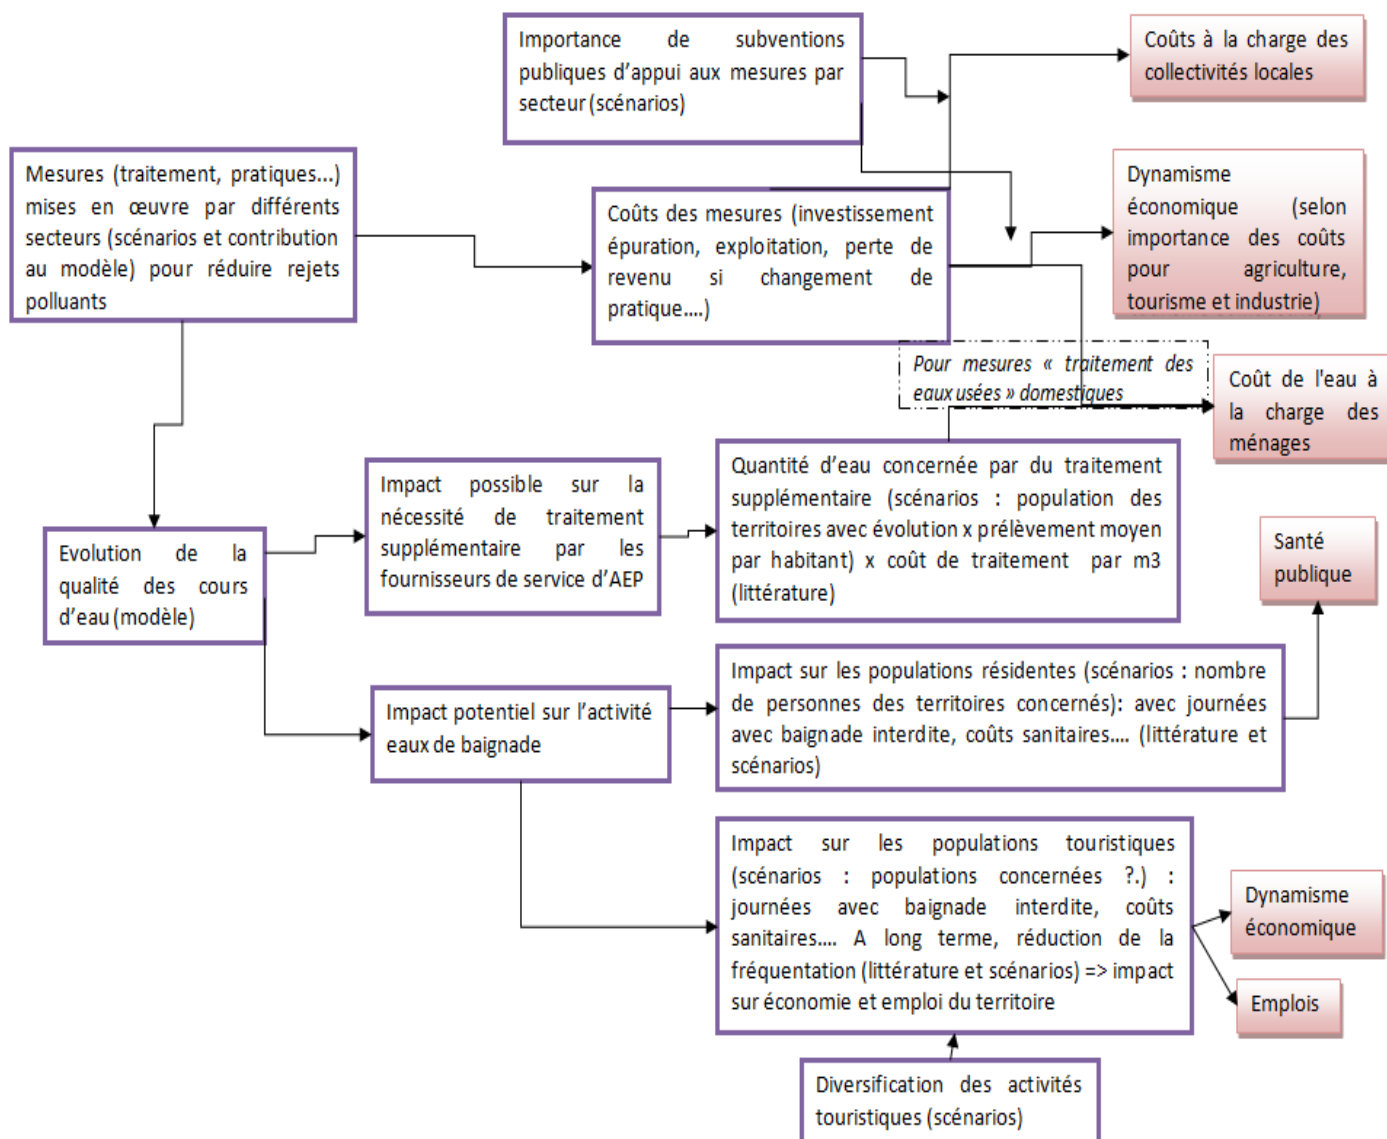 Importance de subventions
publiques d’appui aux mesures par
secteur (scénarios)
Coûts à la charge des
collectivités locales
Mesures (traitement, pratiques...)
mises en œuvre par différents
secteurs (scénarios et contribution
au modèle) pour réduire rejets
polluants
Coûts des mesures (investissement
épuration, exploitation, perte de
revenu si changement de
pratique....)
Dynamisme
économique (selon
importance des coûts
pour agriculture,
tourisme et industrie)
Pour mesures « traitement des
eaux usées » domestiques
Coût de l'eau à
la charge des
ménages
Evolution de la
qualité des cours
d’eau (modèle)
Impact possible sur la
nécessité de traitement
supplémentaire par les
fournisseurs de service d’AEP
Quantité d’eau concernée par du traitement
supplémentaire (scénarios : population des
territoires avec évolution x prélèvement moyen
par habitant) x coût de traitement par m3
(littérature)
Santé
publique
Impact potentiel sur l’activité
eaux de baignade
Impact sur les populations résidentes (scénarios : nombre
de personnes des territoires concernés): avec journées
avec baignade interdite, coûts sanitaires.... (littérature et
scénarios)
Impact sur les populations touristiques
(scénarios : populations concernées ?.) :
journées avec baignade interdite, coûts
sanitaires.... A long terme, réduction de la
fréquentation (littérature et scénarios) => impact
sur économie et emploi du territoire
Dynamisme
économique
Emplois
Diversification des activités
touristiques (scénarios)